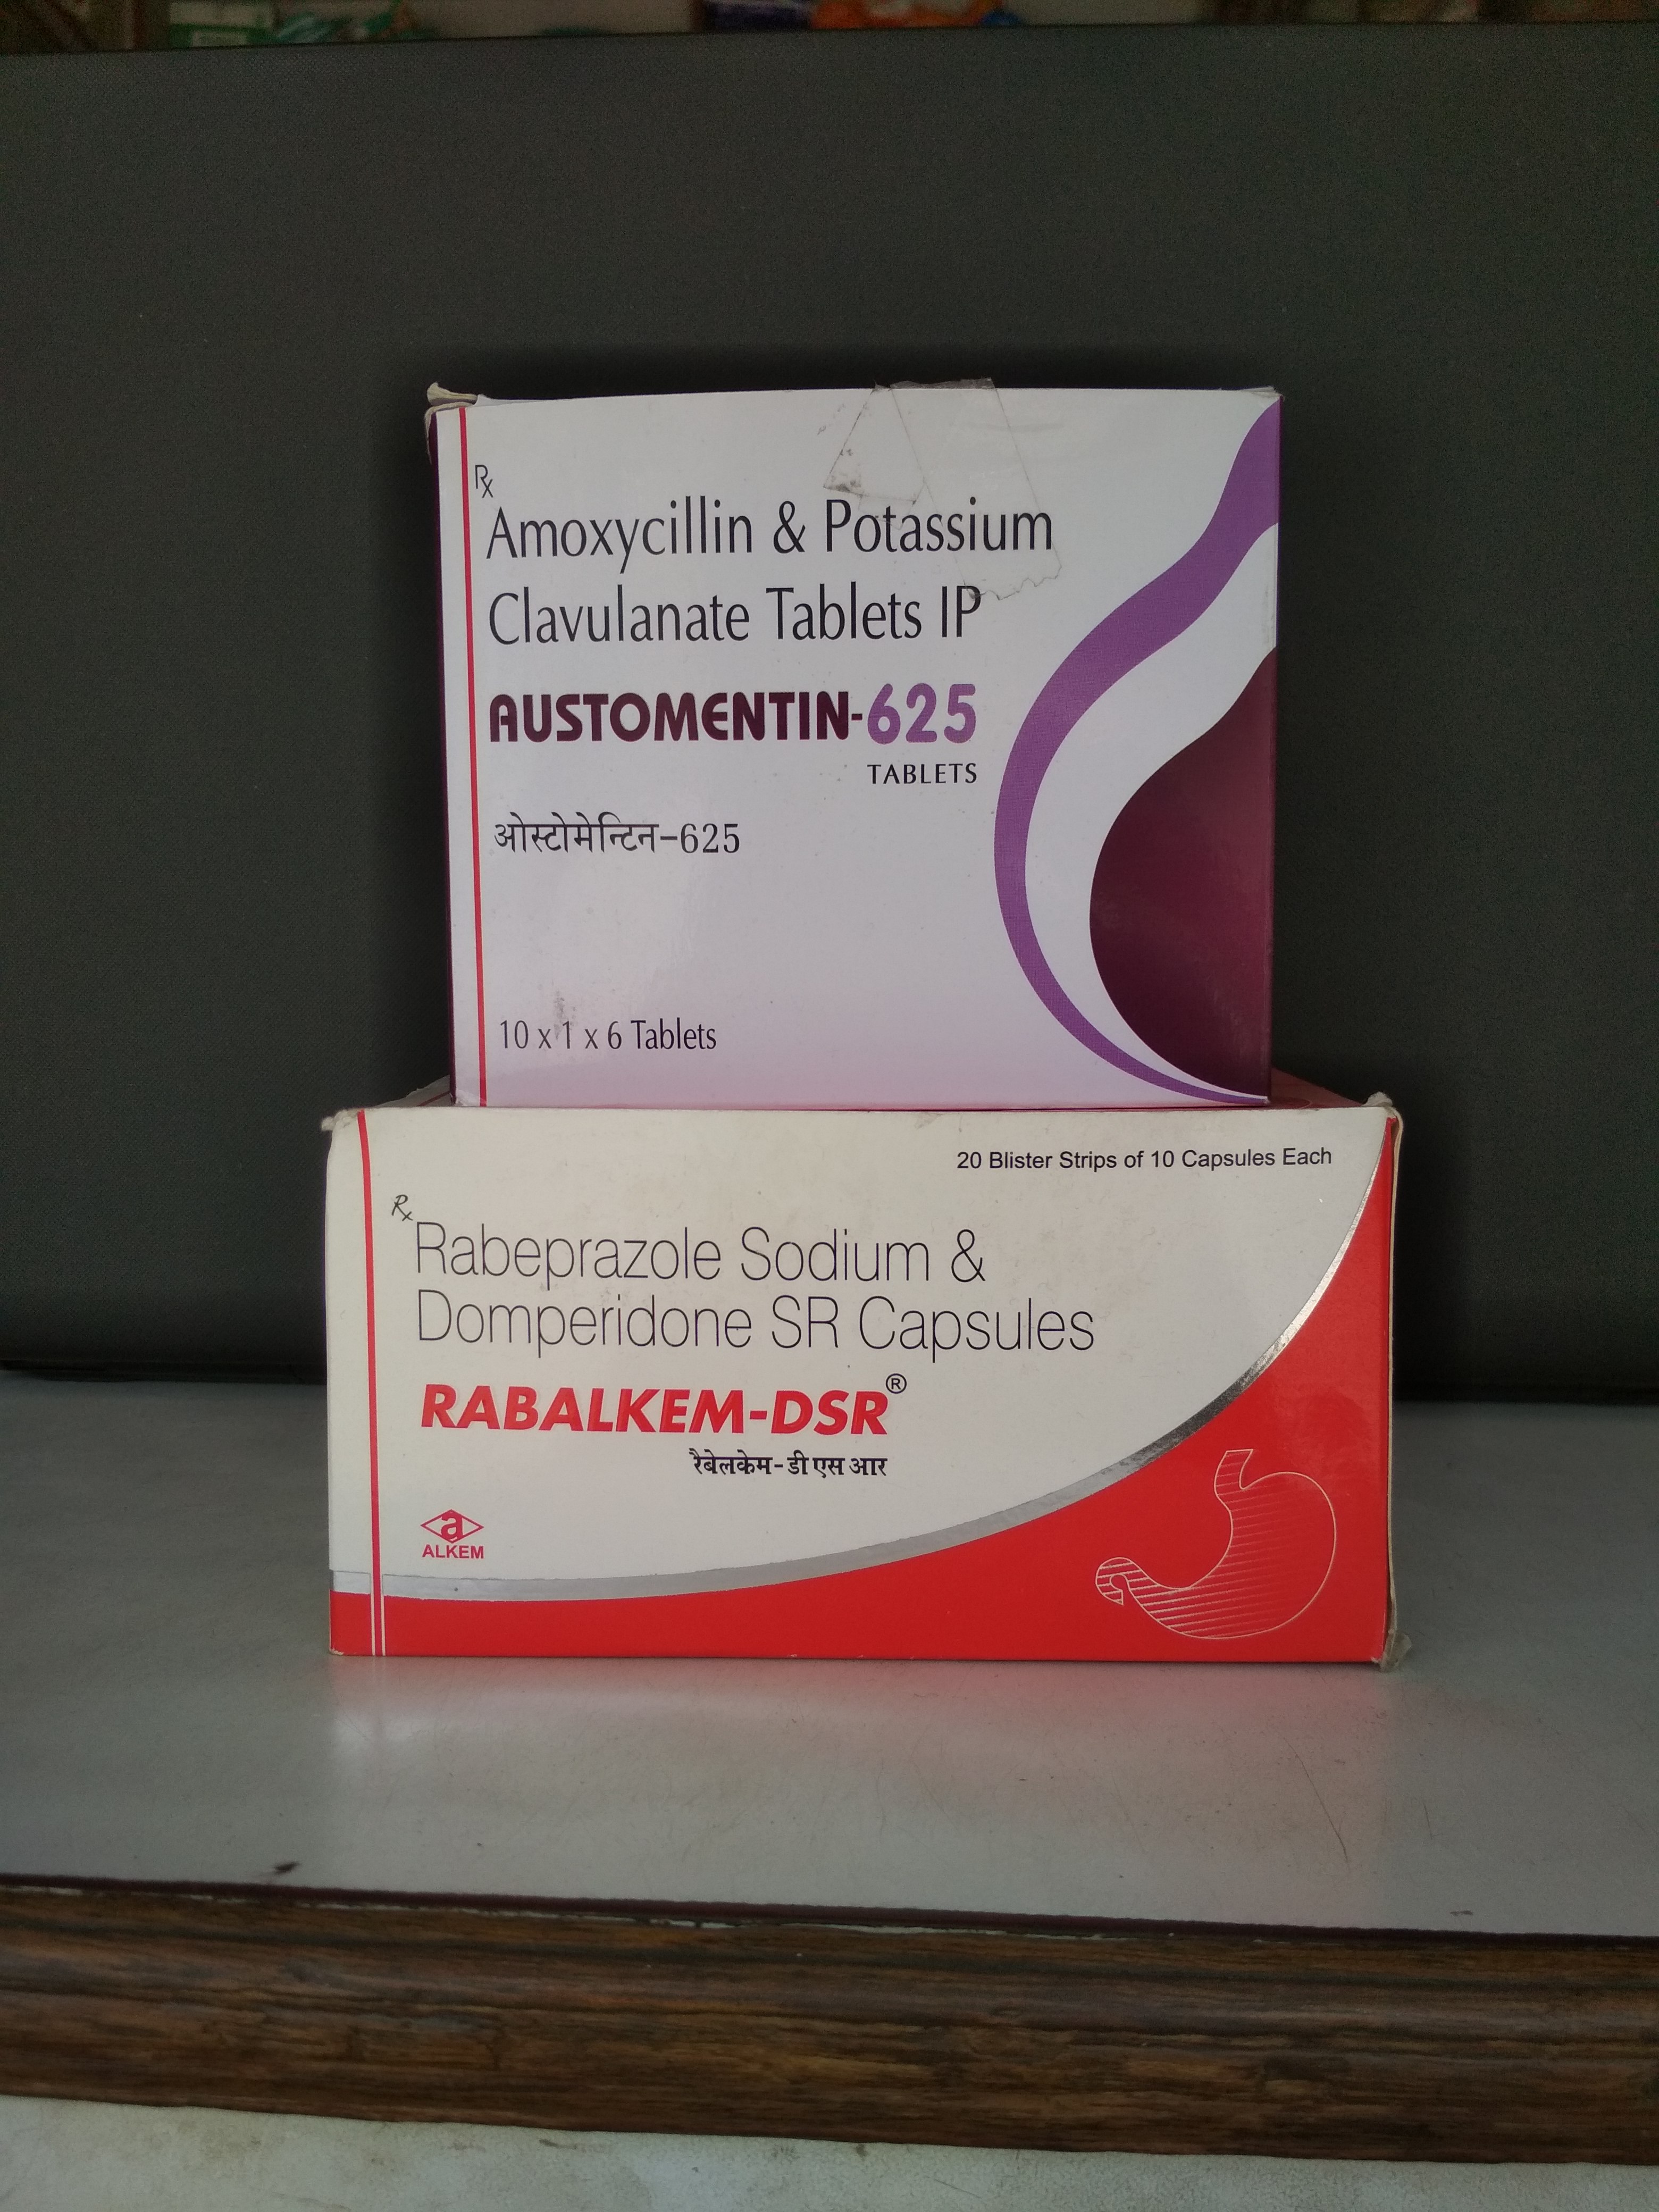 Rx
Amoxycillin & Potassium
Clavulanate Tablets IP
AUSTOMENTIN-625
TABLETS
ओस्टोमेन्टिन-625
10 x 1 x 6 Tablets
20 Blister Strips of 10 Capsules Each
Rx
Rabeprazole Sodium &
Domperidone SR Capsules
RABALKEM-DSR®
रैबेलकेम-डी एस आर
a
ALKEM